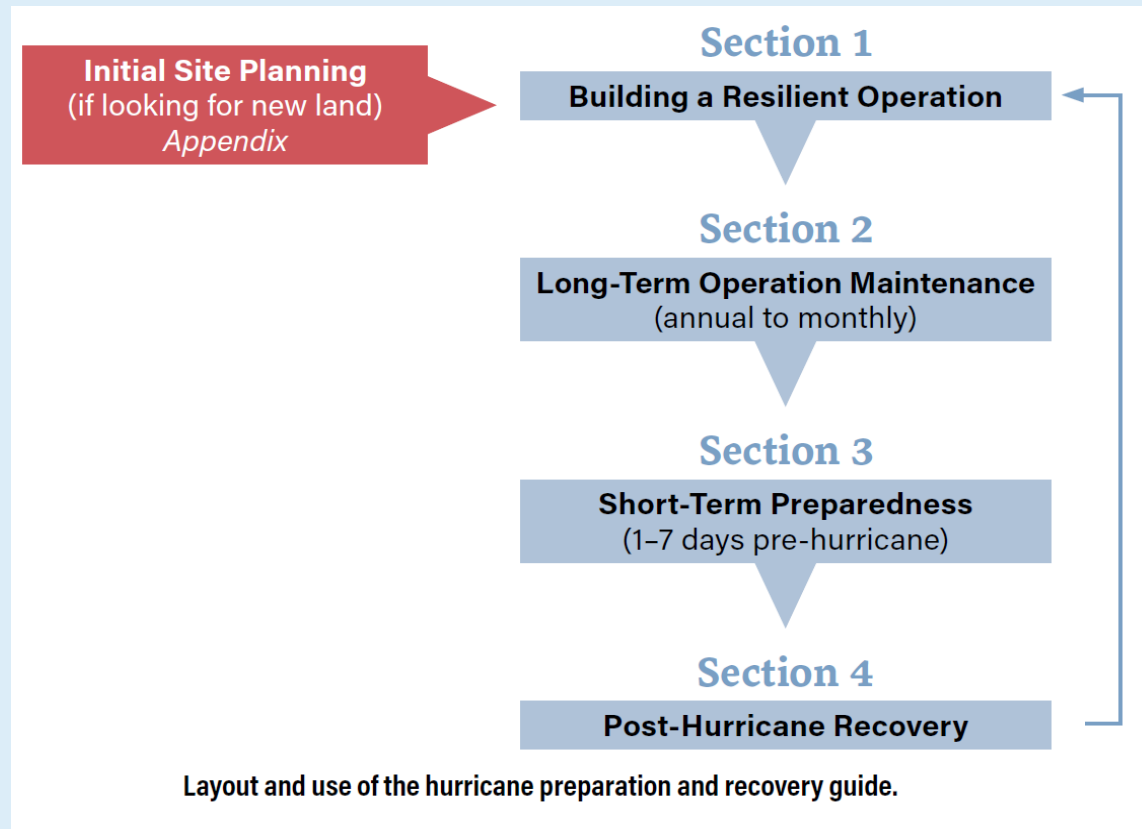 Initial Site Planning
(if looking for new land)
Appendix
Section 1
Building a Resilient Operation
Section 2
Long-Term Operation Maintenance
(annual to monthly)
Section 3
Short-Term Preparedness
(1–7 days pre-hurricane)
Section 4
Post-Hurricane Recovery
Layout and use of the hurricane preparation and recovery guide.